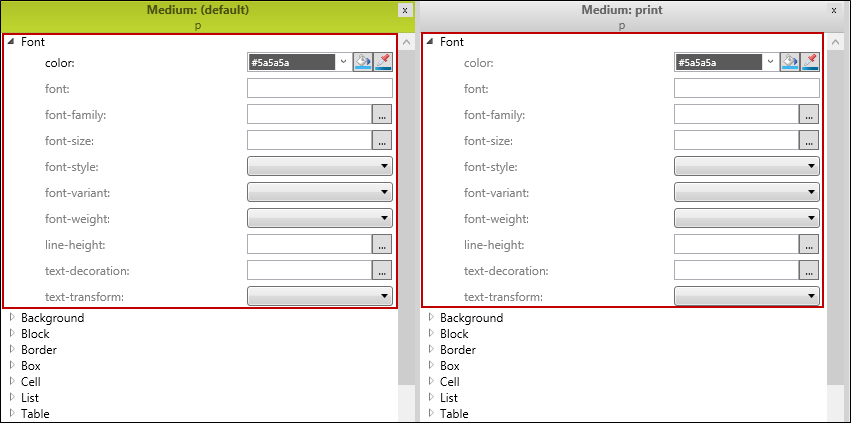 Medium: (default)
x
p
Font
color:
#5a5a5a
font:
font-family:
...
font-size:
...
font-style:
font-variant:
font-weight:
line-height:
...
text-decoration:
...
text-transform:
Background
Block
Border
Box
Cell
List
Table
Medium: print
x
p
Font
color:
#5a5a5a
font:
font-family:
...
font-size:
...
font-style:
font-variant:
font-weight:
line-height:
...
text-decoration:
...
text-transform:
Background
Block
Border
Box
Cell
List
Table